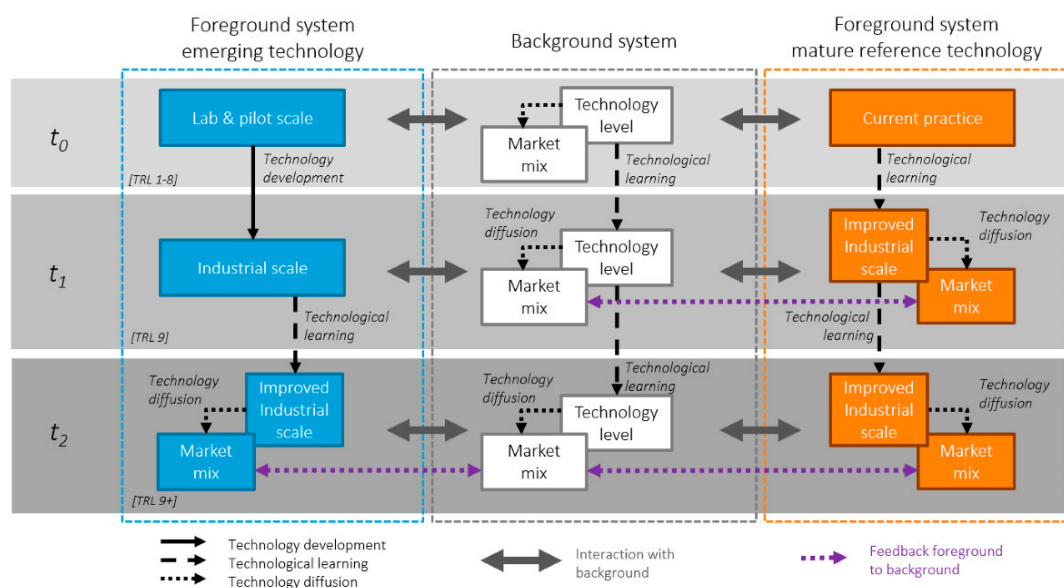 Foreground system
emerging technology
Background system
Foreground system
mature reference technology
t0
Lab & pilot scale
Technology
development
[TRL 1-8]
Technology
level
Market
mix
Technological
learning
Current practice
Technological
learning
t1
Industrial scale
Technological
learning
[TRL 9]
Technology
diffusion
Technology
level
Market
mix
Technological
learning
Improved
Industrial
scale
Technology
diffusion
Market
mix
Technological
learning
t2
Technology
diffusion
Improved
Industrial
scale
Market
mix
[TRL 9+]
Technology
diffusion
Technology
level
Market
mix
Improved
Industrial
scale
Technology
diffusion
Market
mix
Technology development
Technological learning
Technology diffusion
Interaction with
background
Feedback foreground
to background